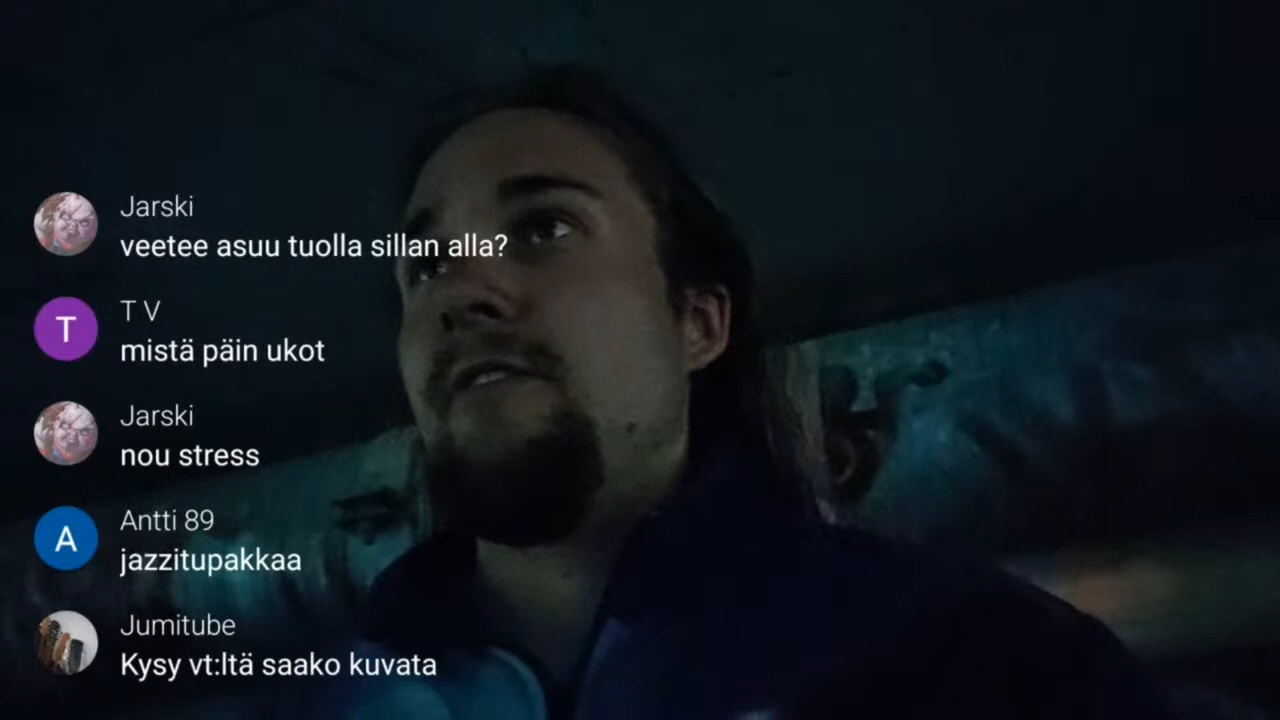 Jarski
veetee asuu tuolla sillan alla?
T
T V
mistä päin ukot
Jarski
nou stress
A
Antti 89
jazzitupakkaa
Jumitube
Kysy vt:ltä saako kuvata